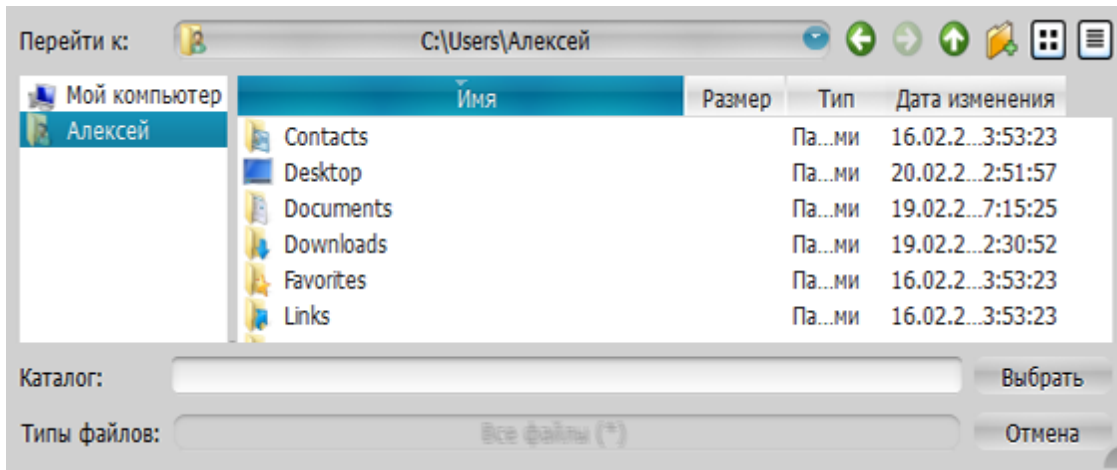 Перейти к: C:\Users\Алексей
Мой компьютер
Алексей
Имя Размер Тип Дата изменения
Contacts Па...ми 16.02.2...3:53:23
Desktop Па...ми 20.02.2...2:51:57
Documents Па...ми 19.02.2...7:15:25
Downloads Па...ми 19.02.2...2:30:52
Favorites Па...ми 16.02.2...3:53:23
Links Па...ми 16.02.2...3:53:23
Каталог: Выбрать
Типы файлов: Все файлы (*) Отмена